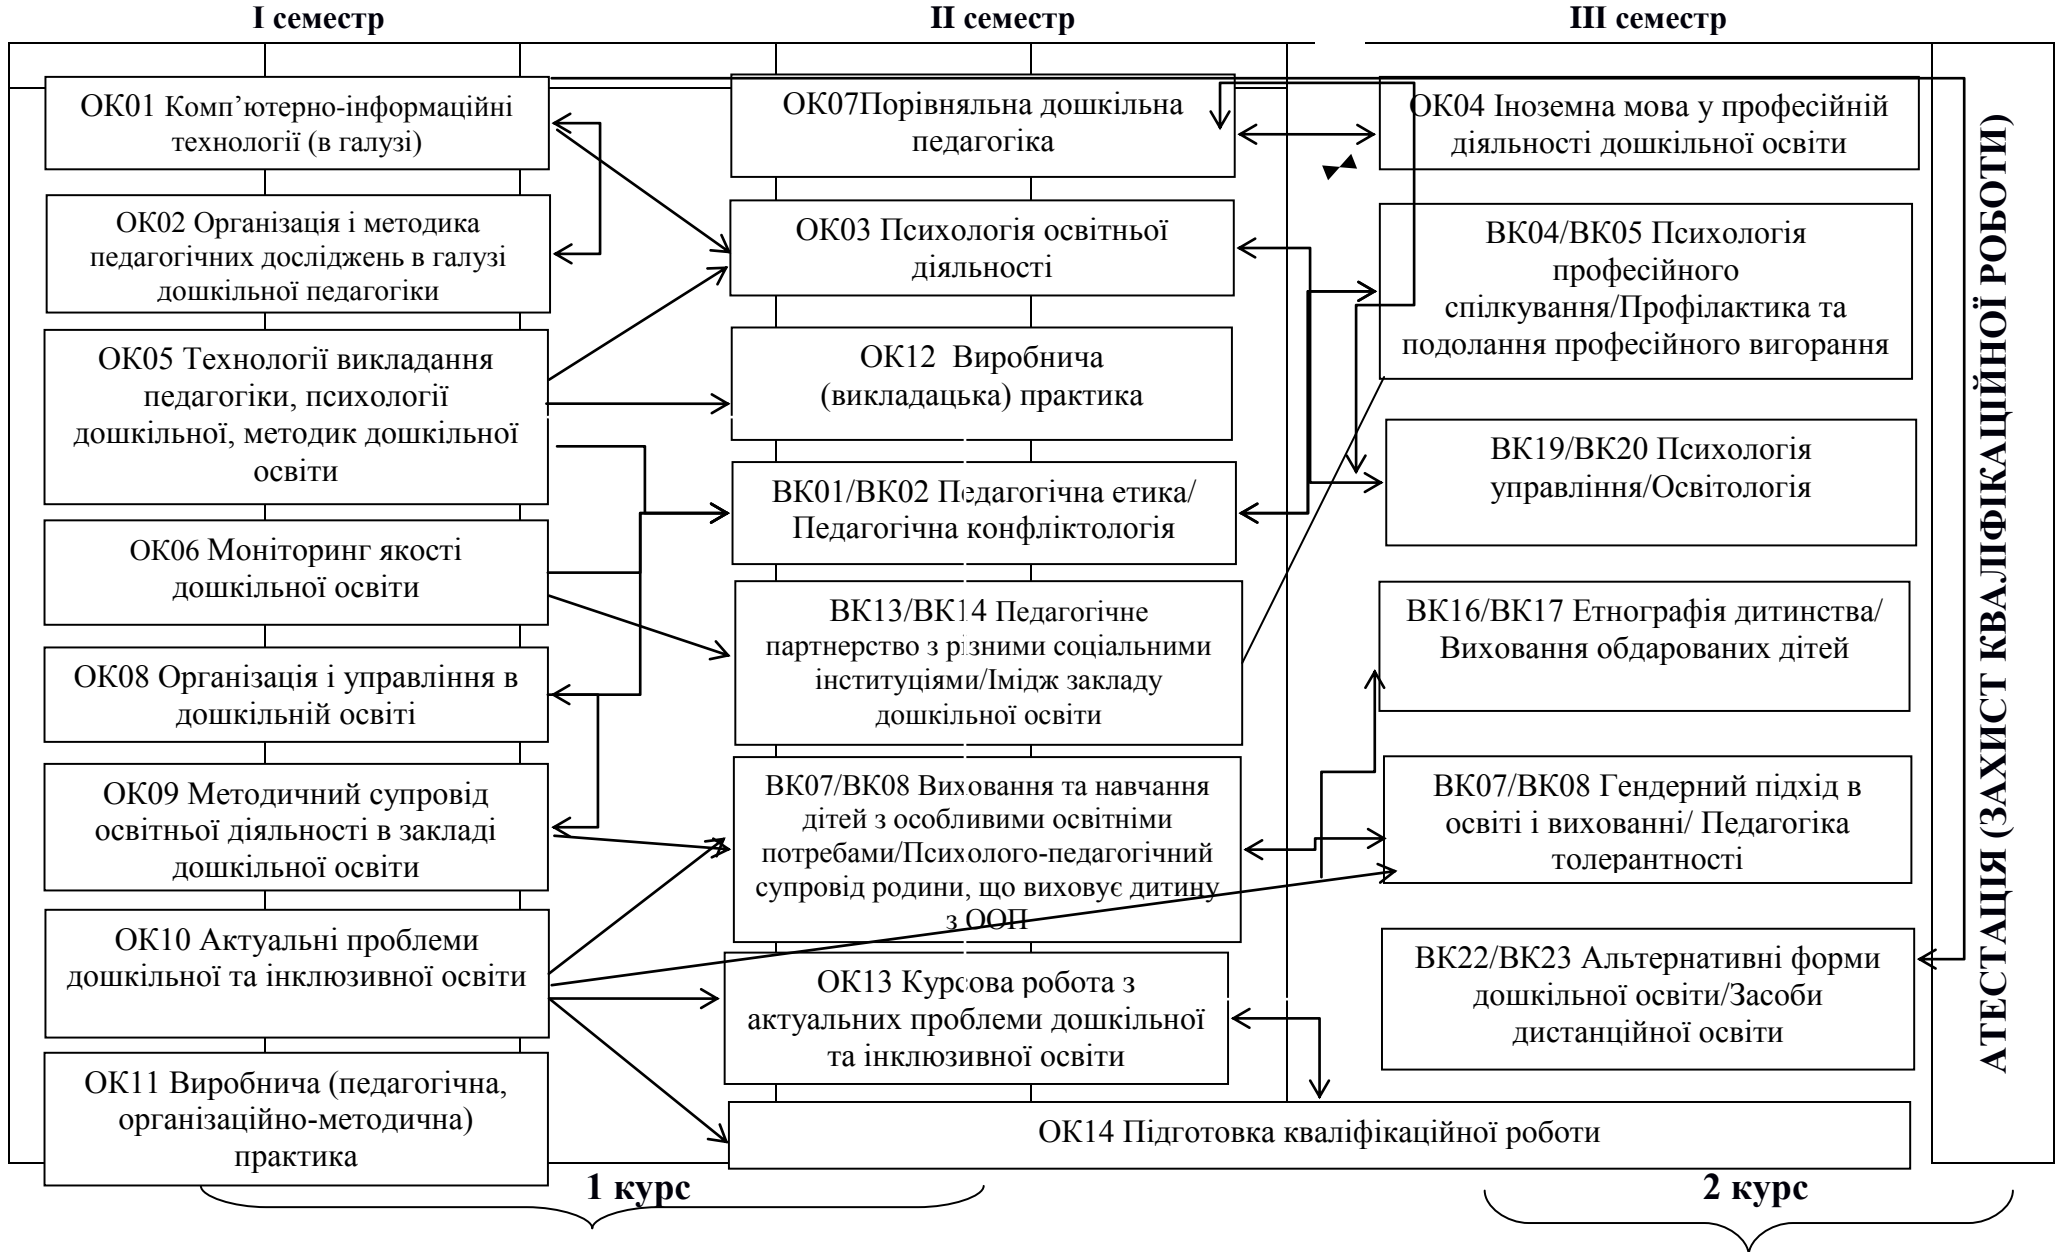 І семестр
ІІ семестр
ІІІ семестр
ОК01 Комп’ютерно-інформаційні
технології (в галузі)
ОК02 Організація і методика
педагогічних досліджень в галузі
дошкільної педагогіки
ОК05 Технології викладання
педагогіки, психології
дошкільної, методик дошкільної
освіти
ОК06 Моніторинг якості
дошкільної освіти
ОК08 Організація і управління в
дошкільній освіті
ОК09 Методичний супровід
освітньої діяльності в закладі
дошкільної освіти
ОК10 Актуальні проблеми
дошкільної та інклюзивної освіти
ОК11 Виробнича (педагогічна,
організаційно-методична)
практика
ОК07Порівняльна дошкільна
педагогіка
ОК03 Психологія освітньої
діяльності
ОК12 Виробнича
(викладацька) практика
ВК01/ВК02 Педагогічна етика/
Педагогічна конфліктологія
ВК13/ВК14 Педагогічне
партнерство з різними соціальними
інституціями/Імідж закладу
дошкільної освіти
ВК07/ВК08 Виховання та навчання
дітей з особливими освітніми
потребами/Психолого-педагогічний
супровід родини, що виховує дитину
з ООП
ОК13 Курсова робота з
актуальних проблеми дошкільної
та інклюзивної освіти
ОК14 Підготовка кваліфікаційної роботи
ОК04 Іноземна мова у професійній
діяльності дошкільної освіти
ВК04/ВК05 Психологія
професійного
спілкування/Профілактика та
подолання професійного вигорання
ВК19/ВК20 Психологія
управління/Освітологія
ВК16/ВК17 Етнографія дитинства/
Виховання обдарованих дітей
ВК07/ВК08 Гендерний підхід в
освіті і вихованні/ Педагогіка
толерантності
ВК22/ВК23 Альтернативні форми
дошкільної освіти/Засоби
дистанційної освіти
АТЕСТАЦІЯ (ЗАХИСТ КВАЛІФІКАЦІЙНОЇ РОБОТИ)
1 курс
2 курс